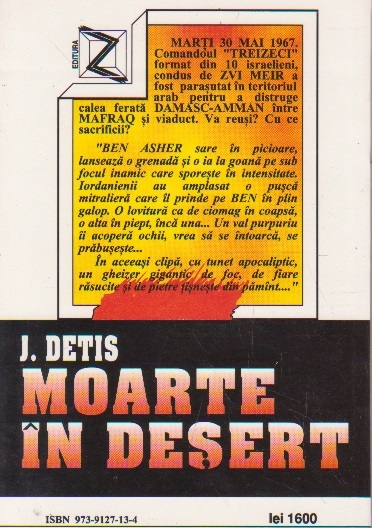 EDITURA
Z
MARȚI 30 MAI 1967.
Comandoul "TREIZECI"
format din 10 israelieni,
condus de ZVI MEIR a
fost parașutat în teritoriul
arab pentru a distruge
calea ferată DAMASC-AMMAN între
MAFRAQ și viaduct. Va reuși? Cu ce
sacrificii?
"BEN ASHER sare în picioare,
lansează o grenadă și o ia la goană pe sub
focul inamic care sporește în intensitate.
Iordanienii au amplasat o pușcă
mitralieră care îl prinde pe BEN în plin
galop. O lovitură ca de ciomag în coapsă,
o alta în piept, încă una... Un val purpuriu
îi acoperă ochii, vrea să se întoarcă, se
prăbușește...
În aceeași clipă, cu tunet apocaliptic,
un gheizer gigantic de foc, de fiare
răsucite și de pietre țîșnește din pămînt...."
J. DETIS
MOARTE
ÎN DEȘERT
ISBN 973-9127-13-4
lei 1600